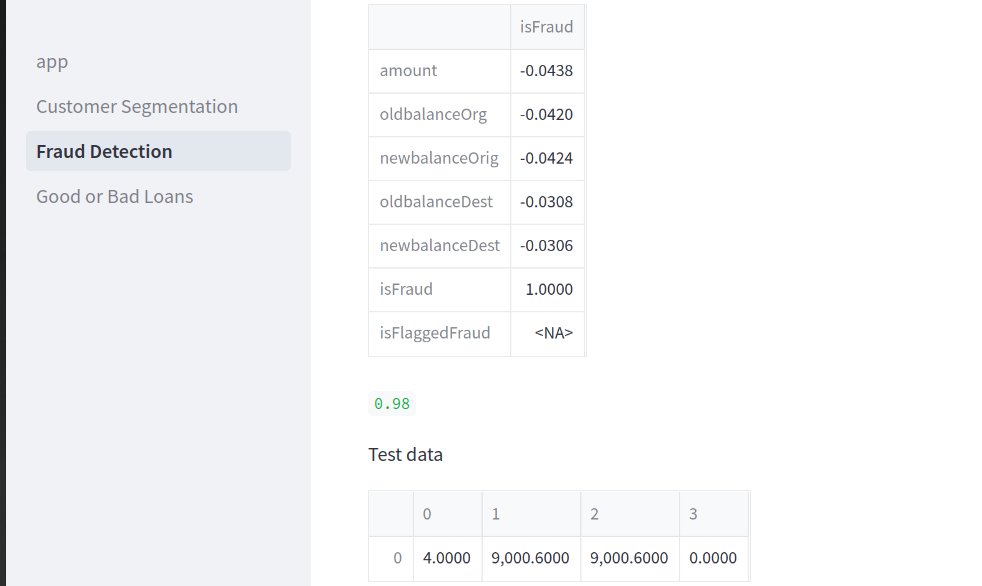 app
Customer Segmentation
Fraud Detection
Good or Bad Loans
isFraud
amount -0.0438
oldbalanceOrg -0.0420
newbalanceOrig -0.0424
oldbalanceDest -0.0308
newbalanceDest -0.0306
isFraud 1.0000
isFlaggedFraud <NA>
0.98
Test data
0 1 2 3
0 4.0000 9,000.6000 9,000.6000 0.0000